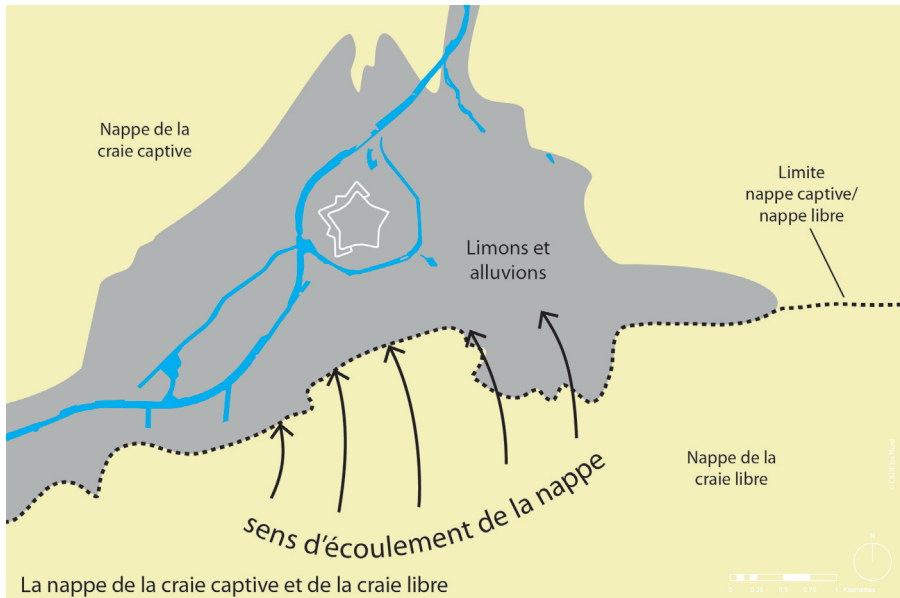 Nappe de la
craie captive
Limite
nappe captive/
nappe libre
Limons et
alluvions
Nappe de la
craie libre
sens d'écoulement de la nappe
N
La nappe de la craie captive et de la craie libre